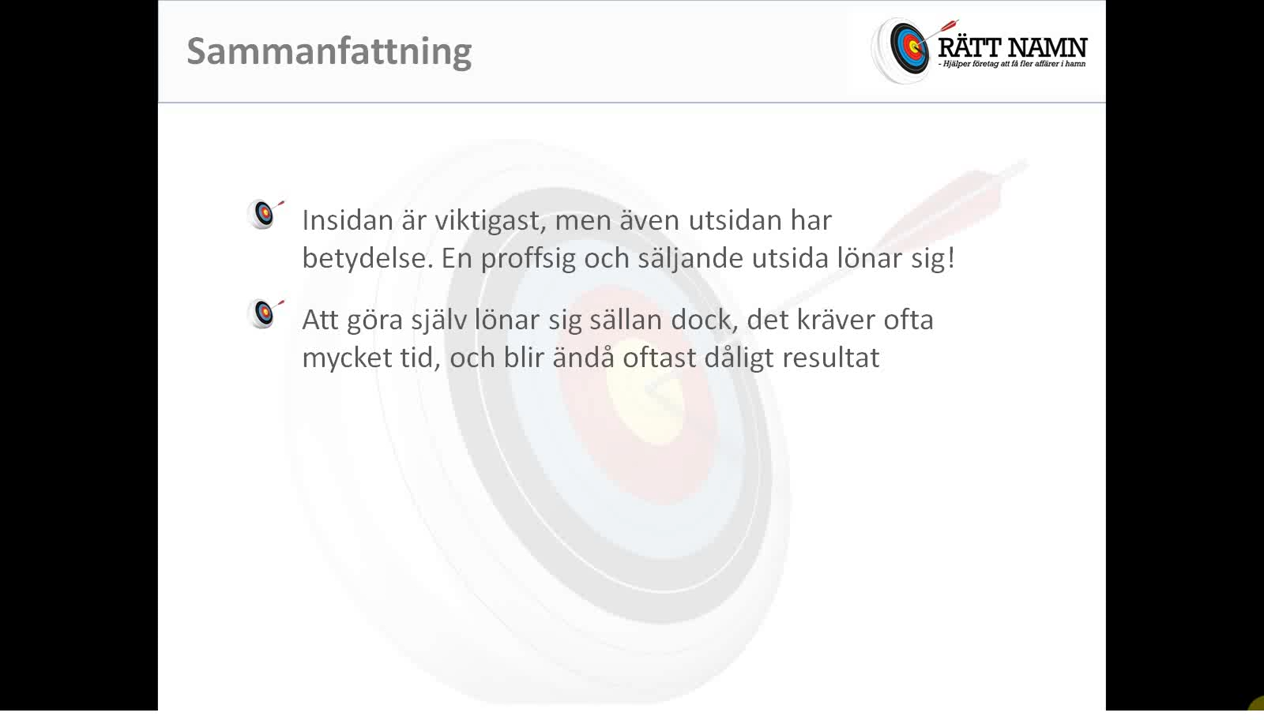 Sammanfattning
RÄTT NAMN
- Hjälper företag att få fler affärer i hamn
Insidan är viktigast, men även utsidan har
betydelse. En proffsig och säljande utsida lönar sig!
Att göra själv lönar sig sällan dock, det kräver ofta
mycket tid, och blir ändå oftast dåligt resultat